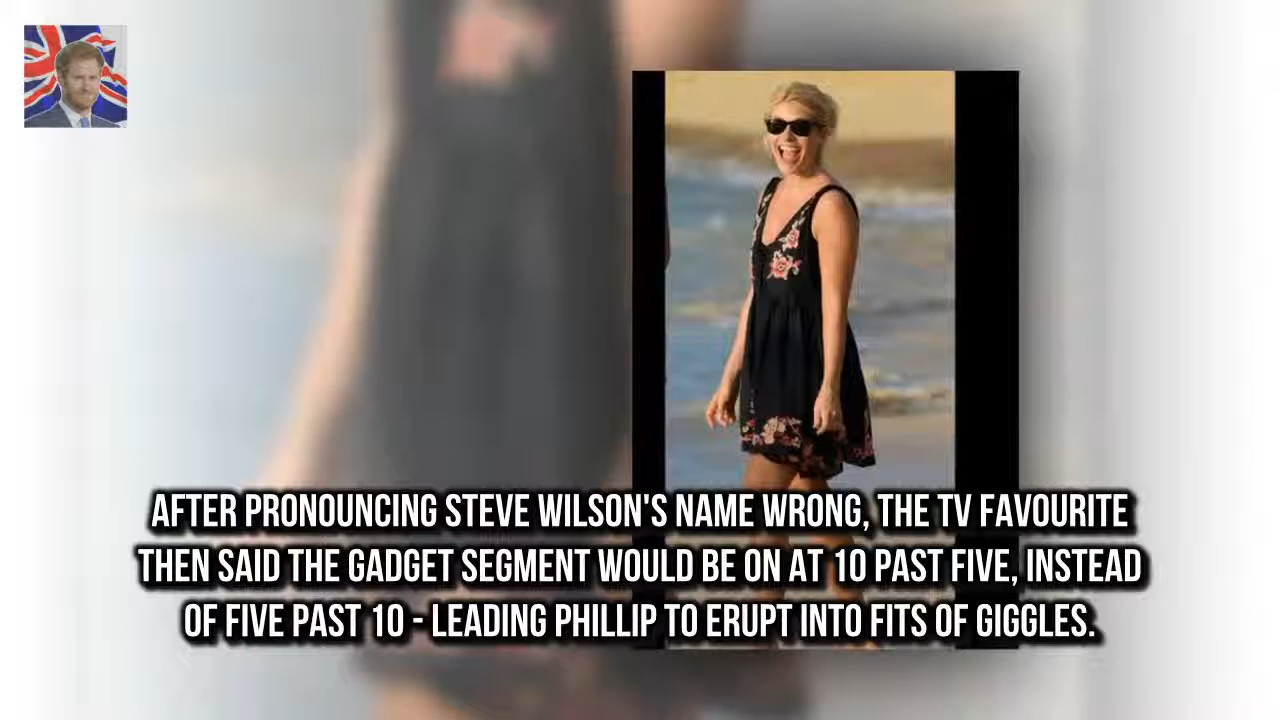 AFTER PRONOUNCING STEVE WILSON'S NAME WRONG, THE TV FAVOURITE
THEN SAID THE GADGET SEGMENT WOULD BE ON AT 10 PAST FIVE, INSTEAD
OF FIVE PAST 10 - LEADING PHILLIP TO ERUPT INTO FITS OF GIGGLES.